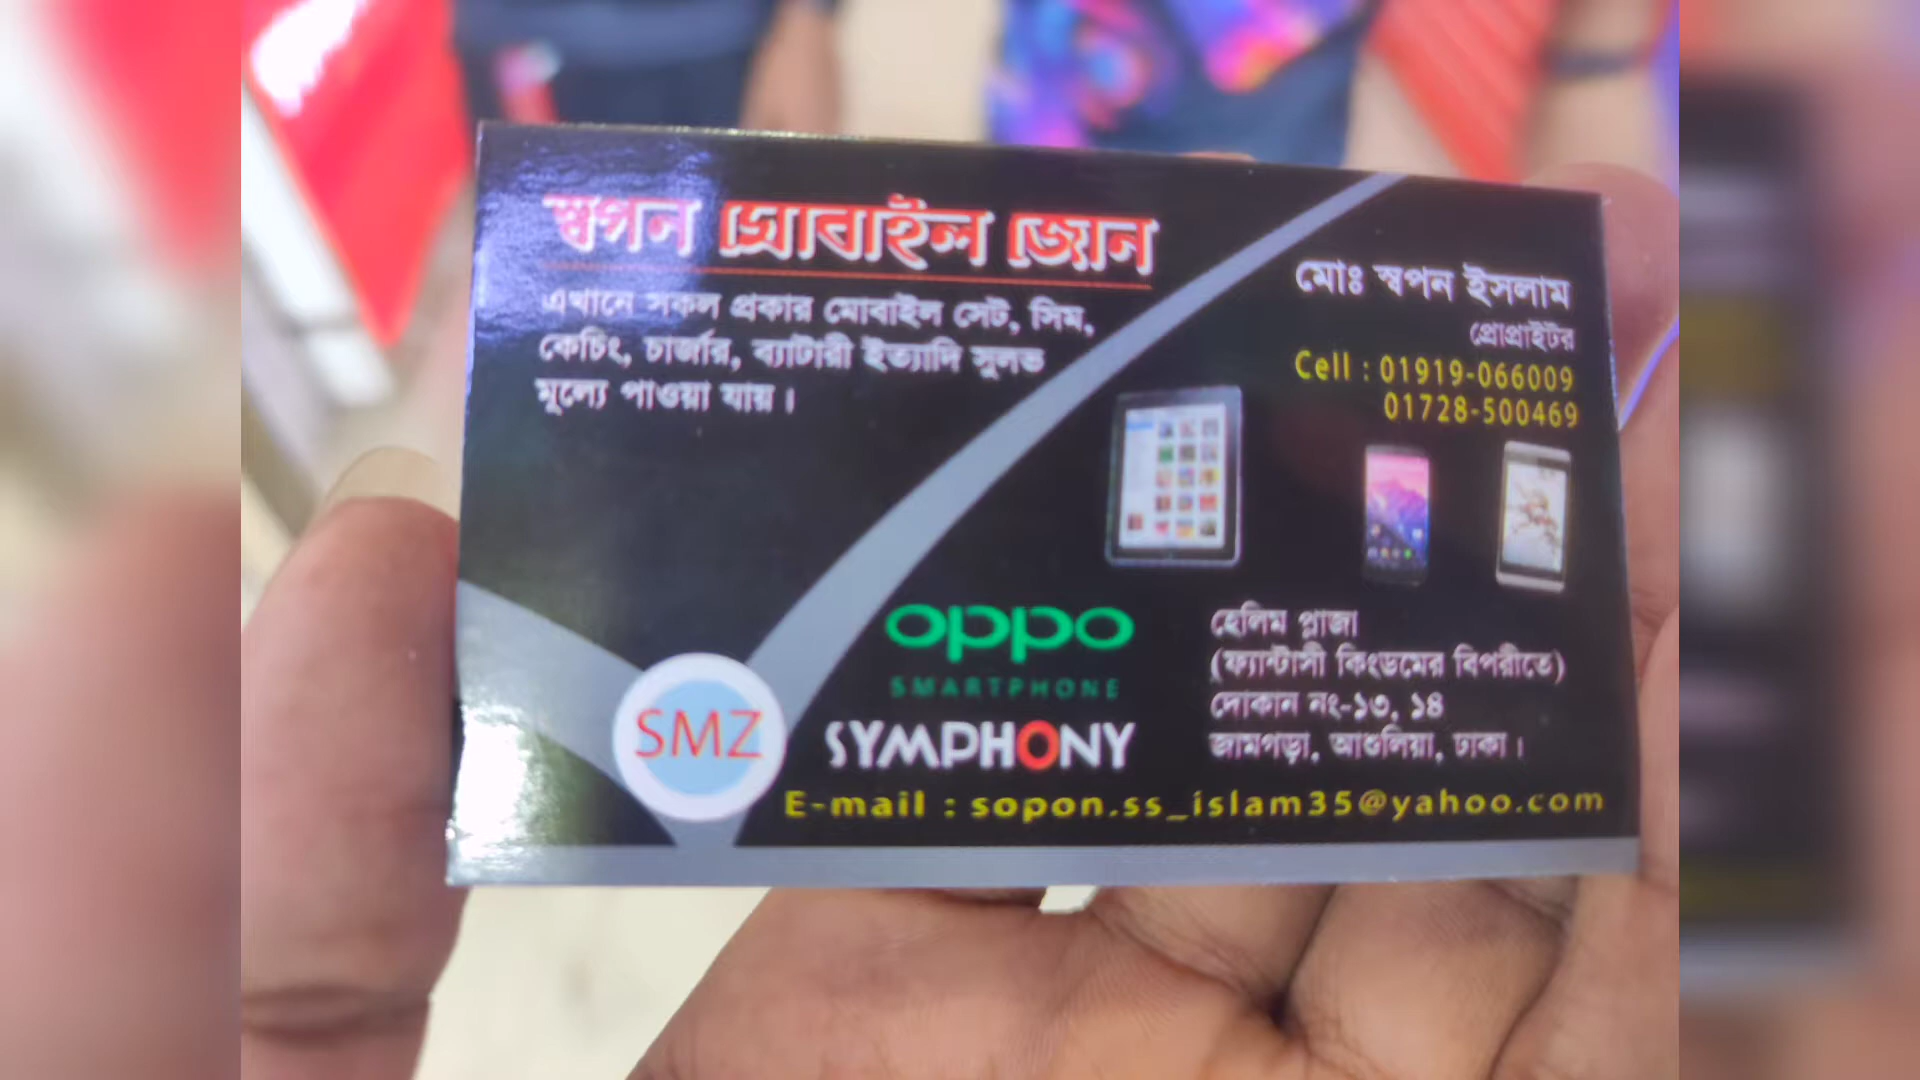 স্বপন মোবাইল জোন
এখানে সকল প্রকার মোবাইল সেট, সিম,
কেচিং, চার্জার, ব্যাটারী ইত্যাদি সুলভ
মূল্যে পাওয়া যায়।
মোঃ স্বপন ইসলাম
প্রোপ্রাইটর
Cell : 01919-066009
01728-500469
oppo
SMARTPHONE
SYMPHONY
SMZ
হেলিম প্লাজা
(ফ্যান্টাসী কিংডমের বিপরীতে)
দোকান নং-১৩, ১৪
জামগড়া, আশুলিয়া, ঢাকা।
E-mail : sopon.ss_islam35@yahoo.com